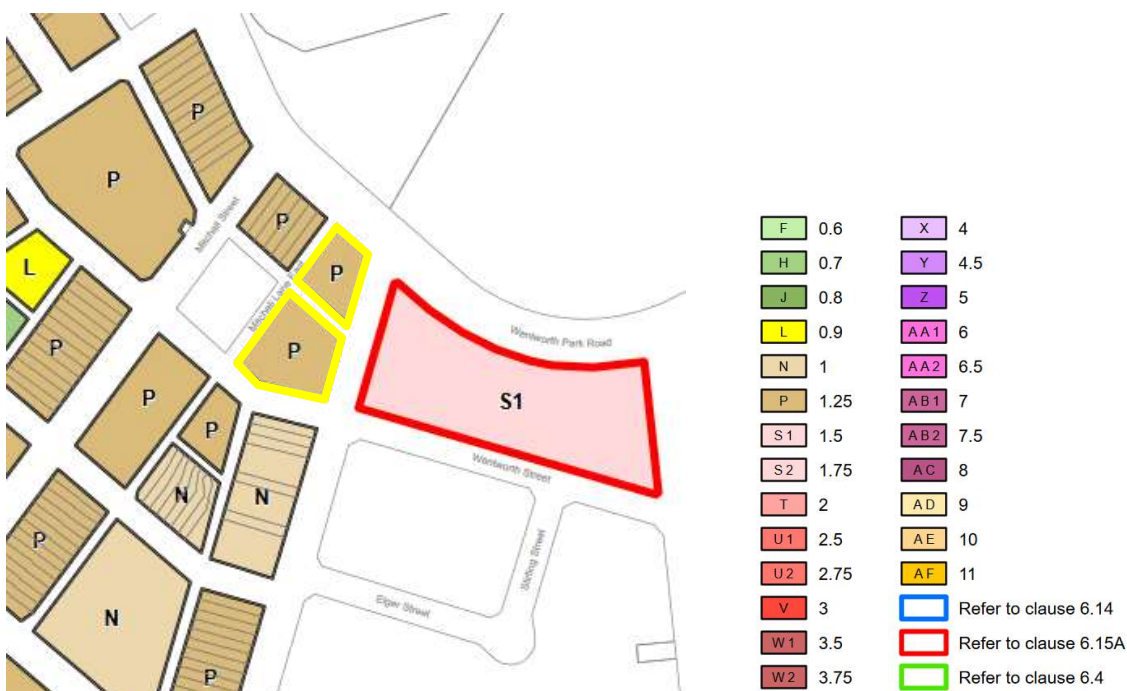 P
P
Mitchell Street
P
P
L
Mitchell Lane East
P
P
Wentworth Park Road
P
S1
P
N
N
Wentworth Street
P
Stirling Street
Elger Street
N
P
F 0.6
H 0.7
J 0.8
L 0.9
N 1
P 1.25
S1 1.5
S2 1.75
T 2
U1 2.5
U2 2.75
V 3
W1 3.5
W2 3.75
X 4
Y 4.5
Z 5
AA1 6
AA2 6.5
AB1 7
AB2 7.5
AC 8
AD 9
AE 10
AF 11
Refer to clause 6.14
Refer to clause 6.15A
Refer to clause 6.4